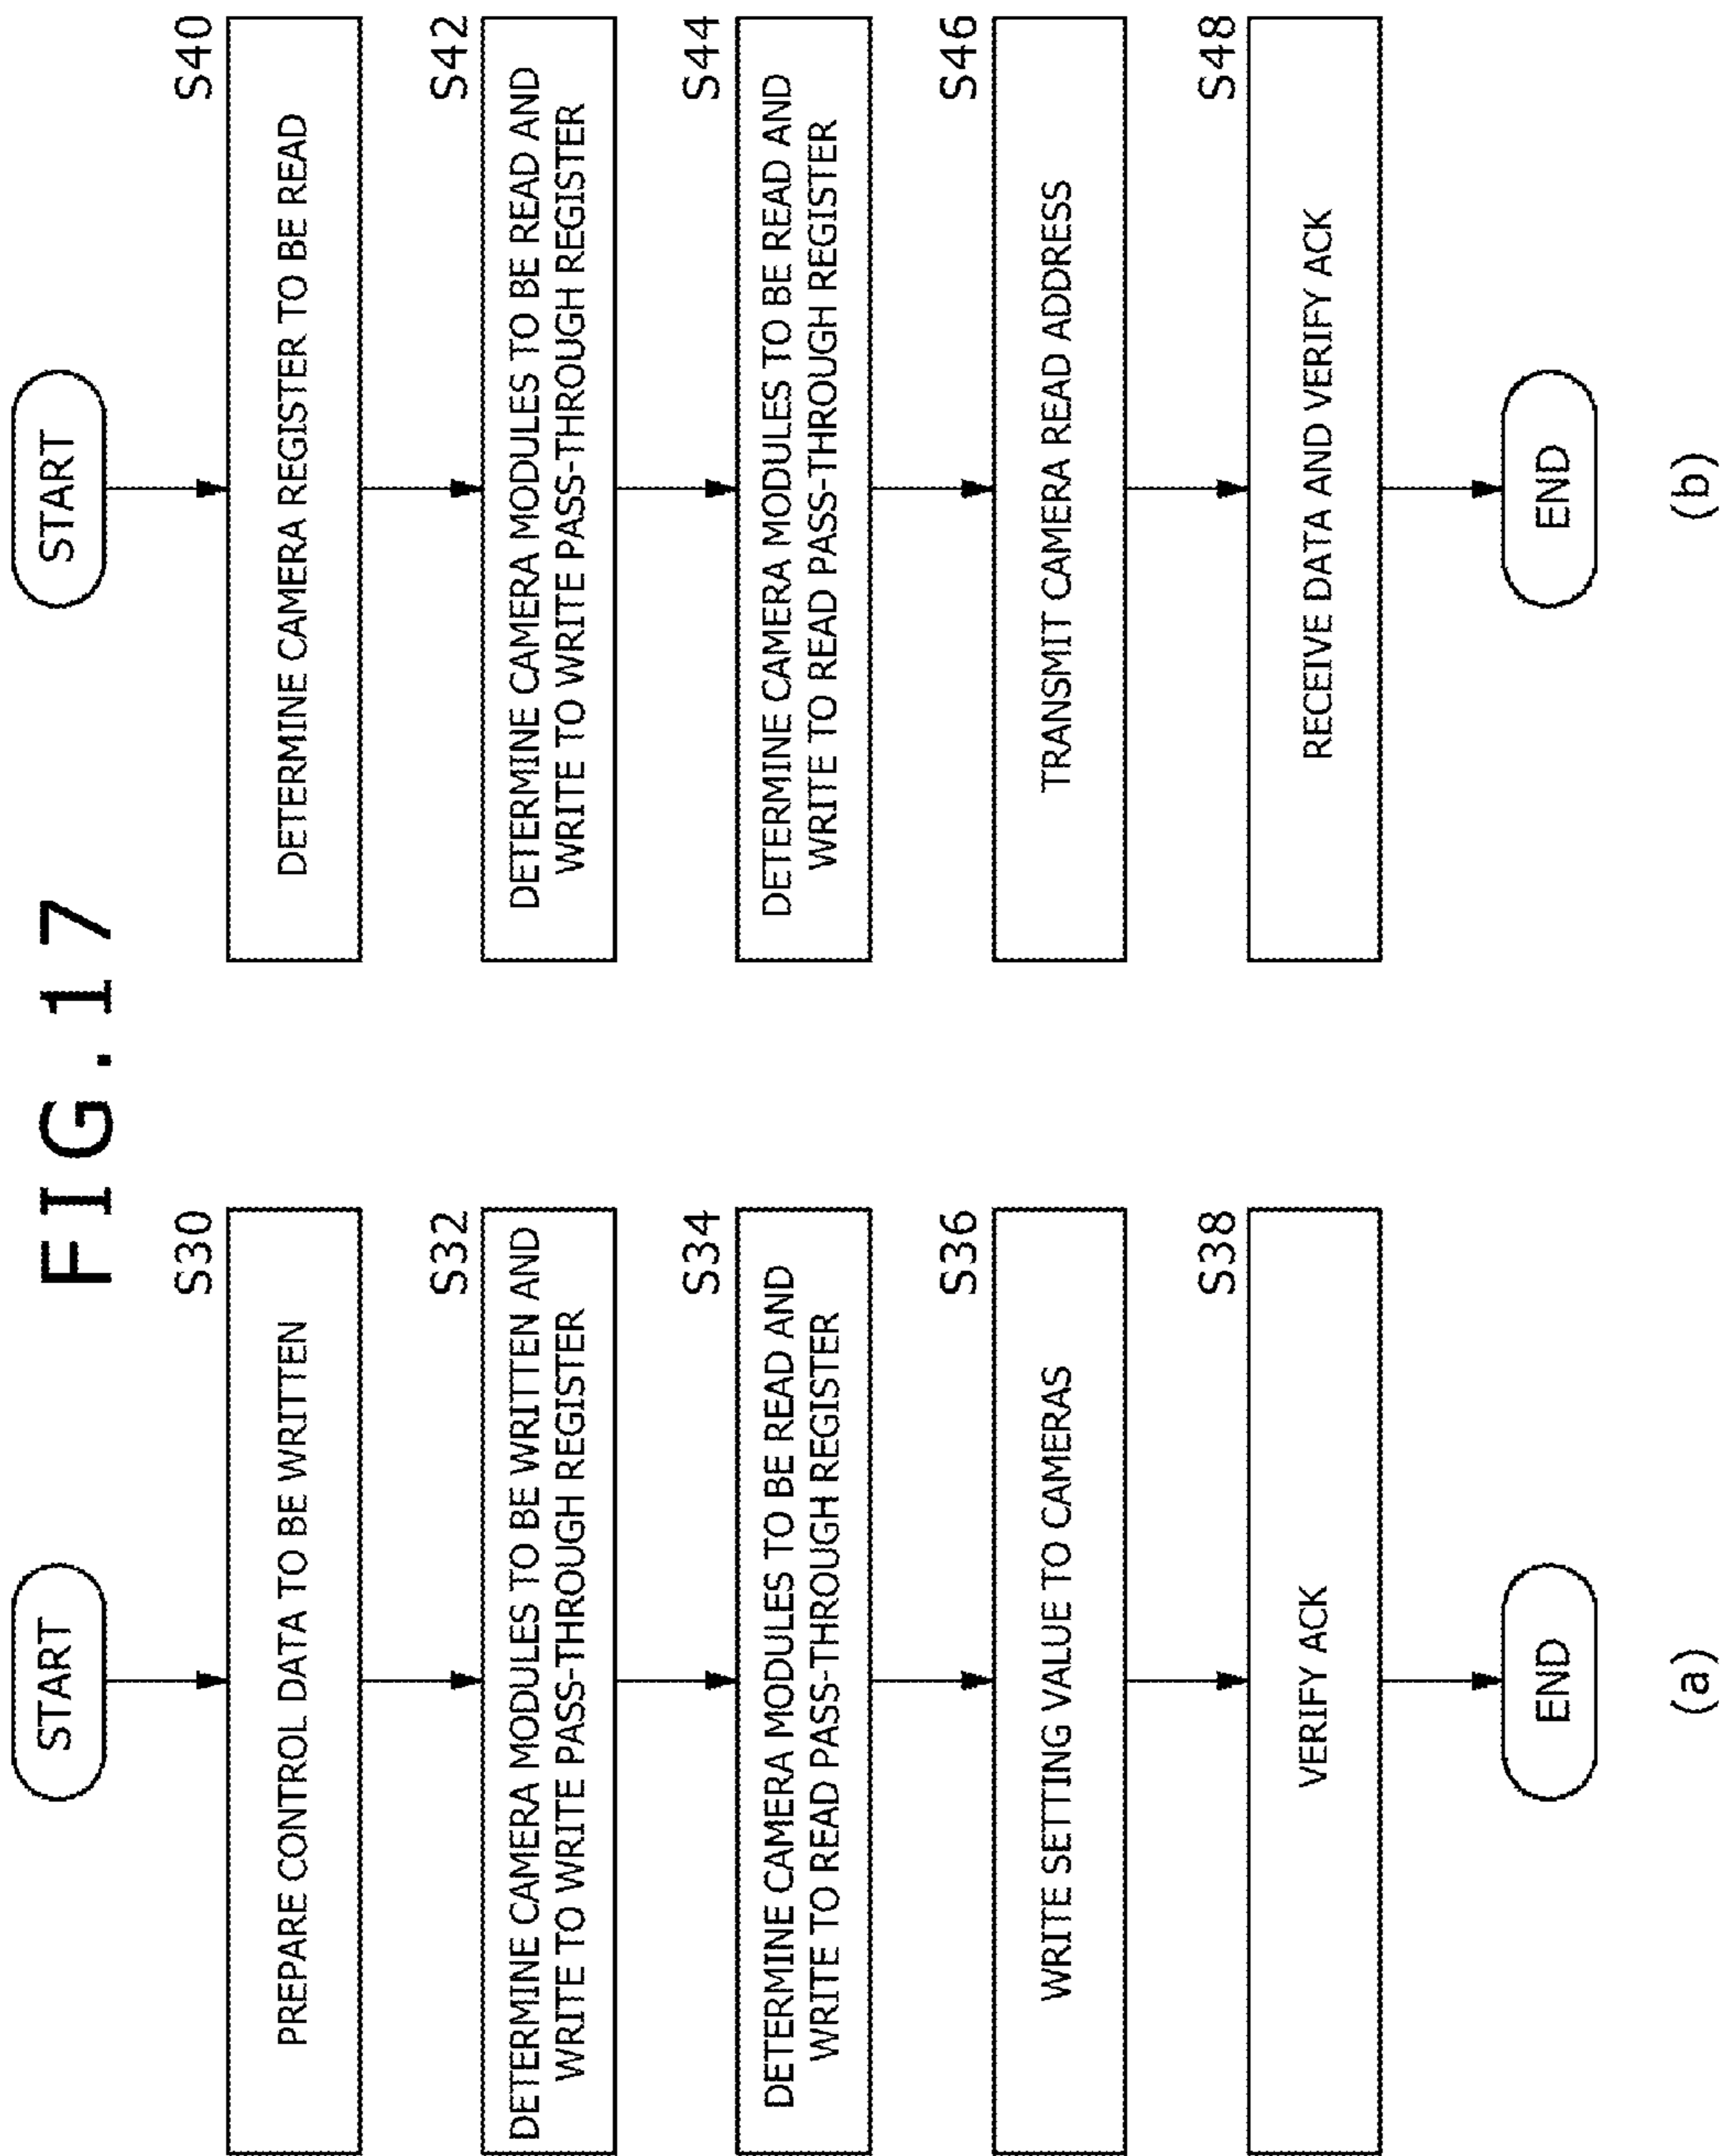 FIG.17
START
S30
PREPARE CONTROL DATA TO BE WRITTEN
S32
DETERMINE CAMERA MODULES TO BE WRITTEN AND
WRITE TO WRITE PASS-THROUGH REGISTER
S34
DETERMINE CAMERA MODULES TO BE READ AND
WRITE TO READ PASS-THROUGH REGISTER
S36
WRITE SETTING VALUE TO CAMERAS
S38
VERIFY ACK
END
(a)
START
S40
DETERMINE CAMERA REGISTER TO BE READ
S42
DETERMINE CAMERA MODULES TO BE READ AND
WRITE TO WRITE PASS-THROUGH REGISTER
S44
DETERMINE CAMERA MODULES TO BE READ AND
WRITE TO READ PASS-THROUGH REGISTER
S46
TRANSMIT CAMERA READ ADDRESS
S48
RECEIVE DATA AND VERIFY ACK
END
(b)